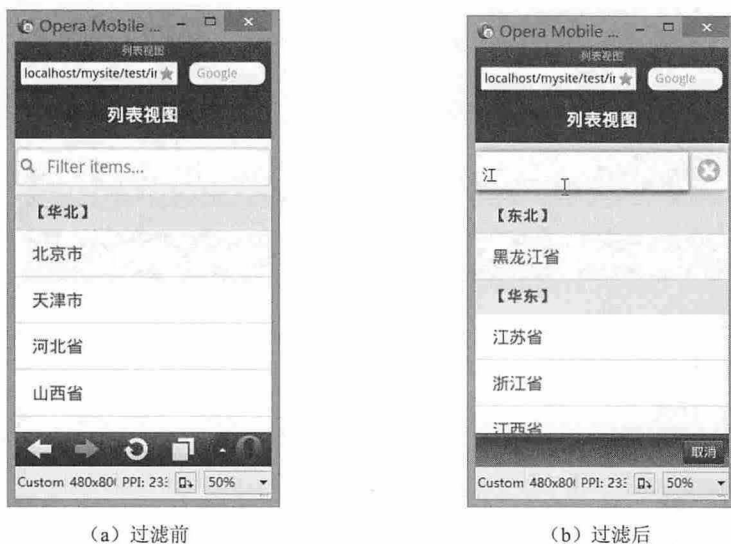 Opera Mobile ...
列表视图
localhost/mysite/test/ir
Google
列表视图
Filter items...
【华北】
北京市
天津市
河北省
山西省
Custom 480x80( PPI: 23:
50%
(a) 过滤前
Opera Mobile ...
列表视图
localhost/mysite/test/ir
Google
列表视图
江
【东北】
黑龙江省
【华东】
江苏省
浙江省
江西省
取消
Custom 480x80( PPI: 23:
50%
(b) 过滤后